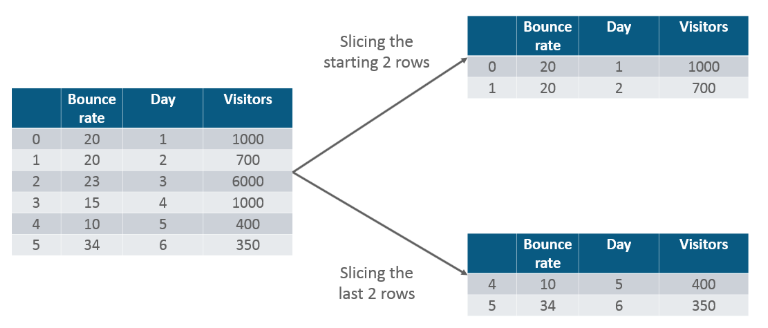 Bounce rate Day Visitors
0 20 1 1000
1 20 2 700
2 23 3 6000
3 15 4 1000
4 10 5 400
5 34 6 350
Slicing the
starting 2 rows
Bounce rate Day Visitors
0 20 1 1000
1 20 2 700
Slicing the
last 2 rows
Bounce rate Day Visitors
4 10 5 400
5 34 6 350